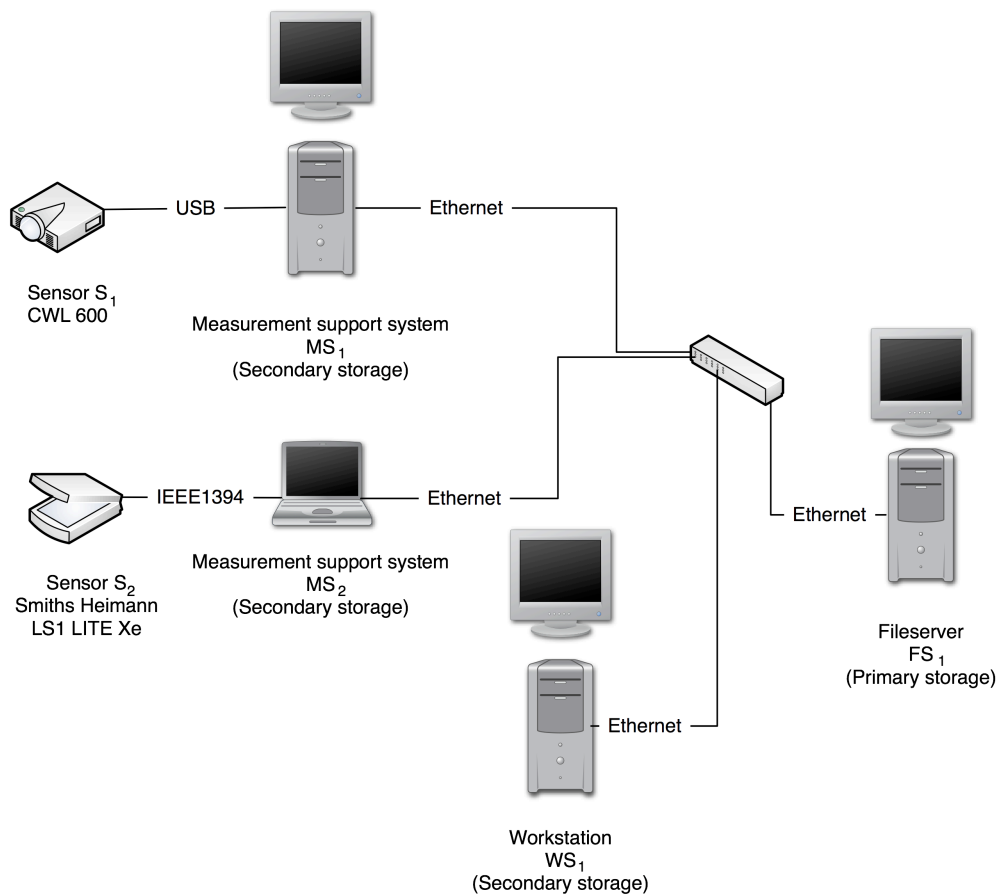 USB
Ethernet
Sensor S1
CWL 600
Measurement support system
MS1
(Secondary storage)
IEEE1394
Ethernet
Ethernet
Measurement support system
MS2
(Secondary storage)
Sensor S2
Smiths Heimann
LS1 LITE Xe
Fileserver
FS1
(Primary storage)
Ethernet
Workstation
WS1
(Secondary storage)